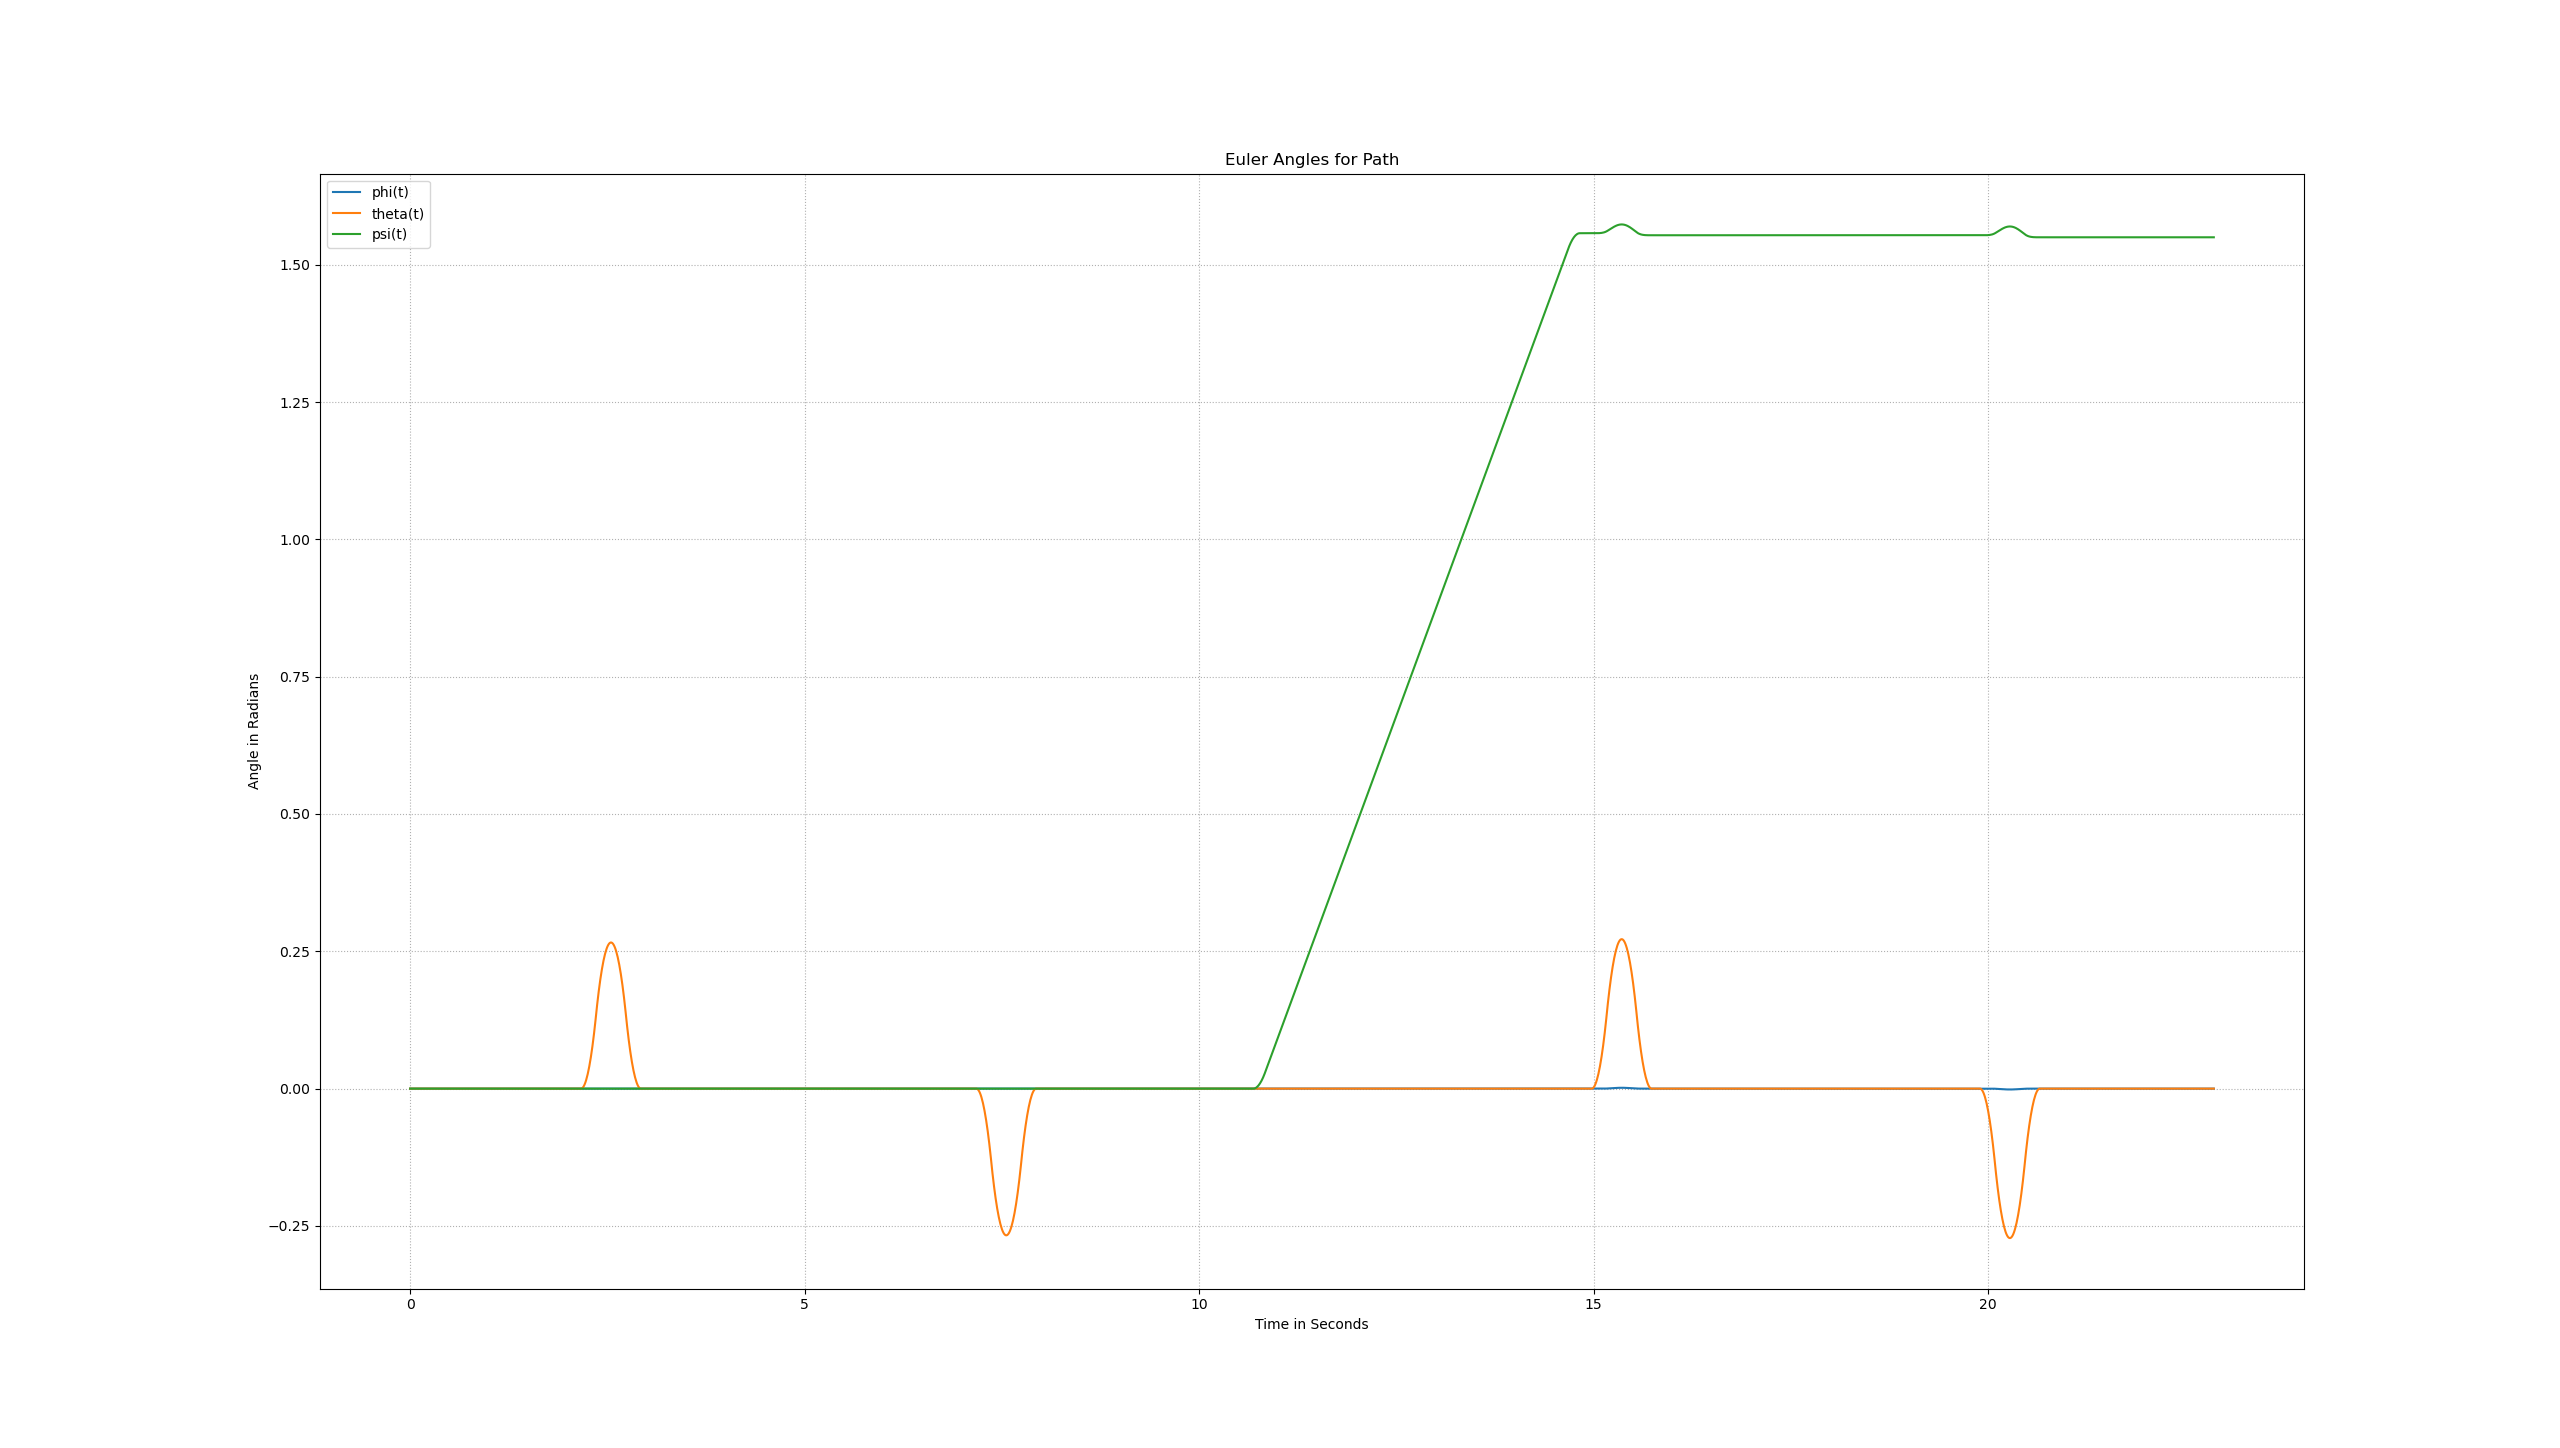 Euler Angles for Path
phi(t)
theta(t)
psi(t)
1.50
1.25
1.00
0.75
0.50
0.25
0.00
−0.25
Angle in Radians
0 5 10 15 20
Time in Seconds